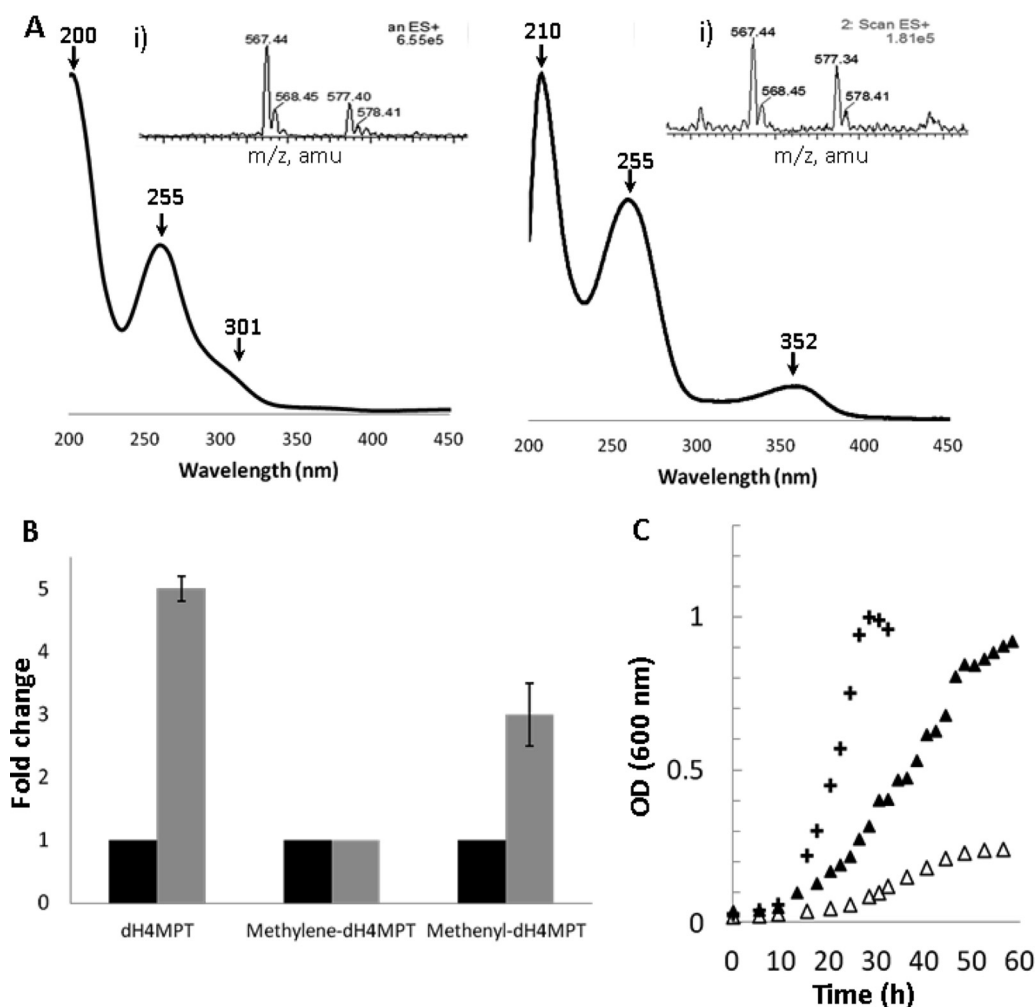 A
200
i)
an ES+
6.55e5
567.44
568.45
577.40
578.41
m/z, amu
255
301
200 250 300 350 400 450
Wavelength (nm)
210
i)
2: Scan ES+
1.81e5
567.44
568.45
577.34
578.41
m/z, amu
255
352
200 250 300 350 400 450
Wavelength (nm)
B
Fold change
5
4
3
2
1
0
dH4MPT Methylene-dH4MPT Methenyl-dH4MPT
C
OD (600 nm)
1
0.5
0
0 10 20 30 40 50 60
Time (h)